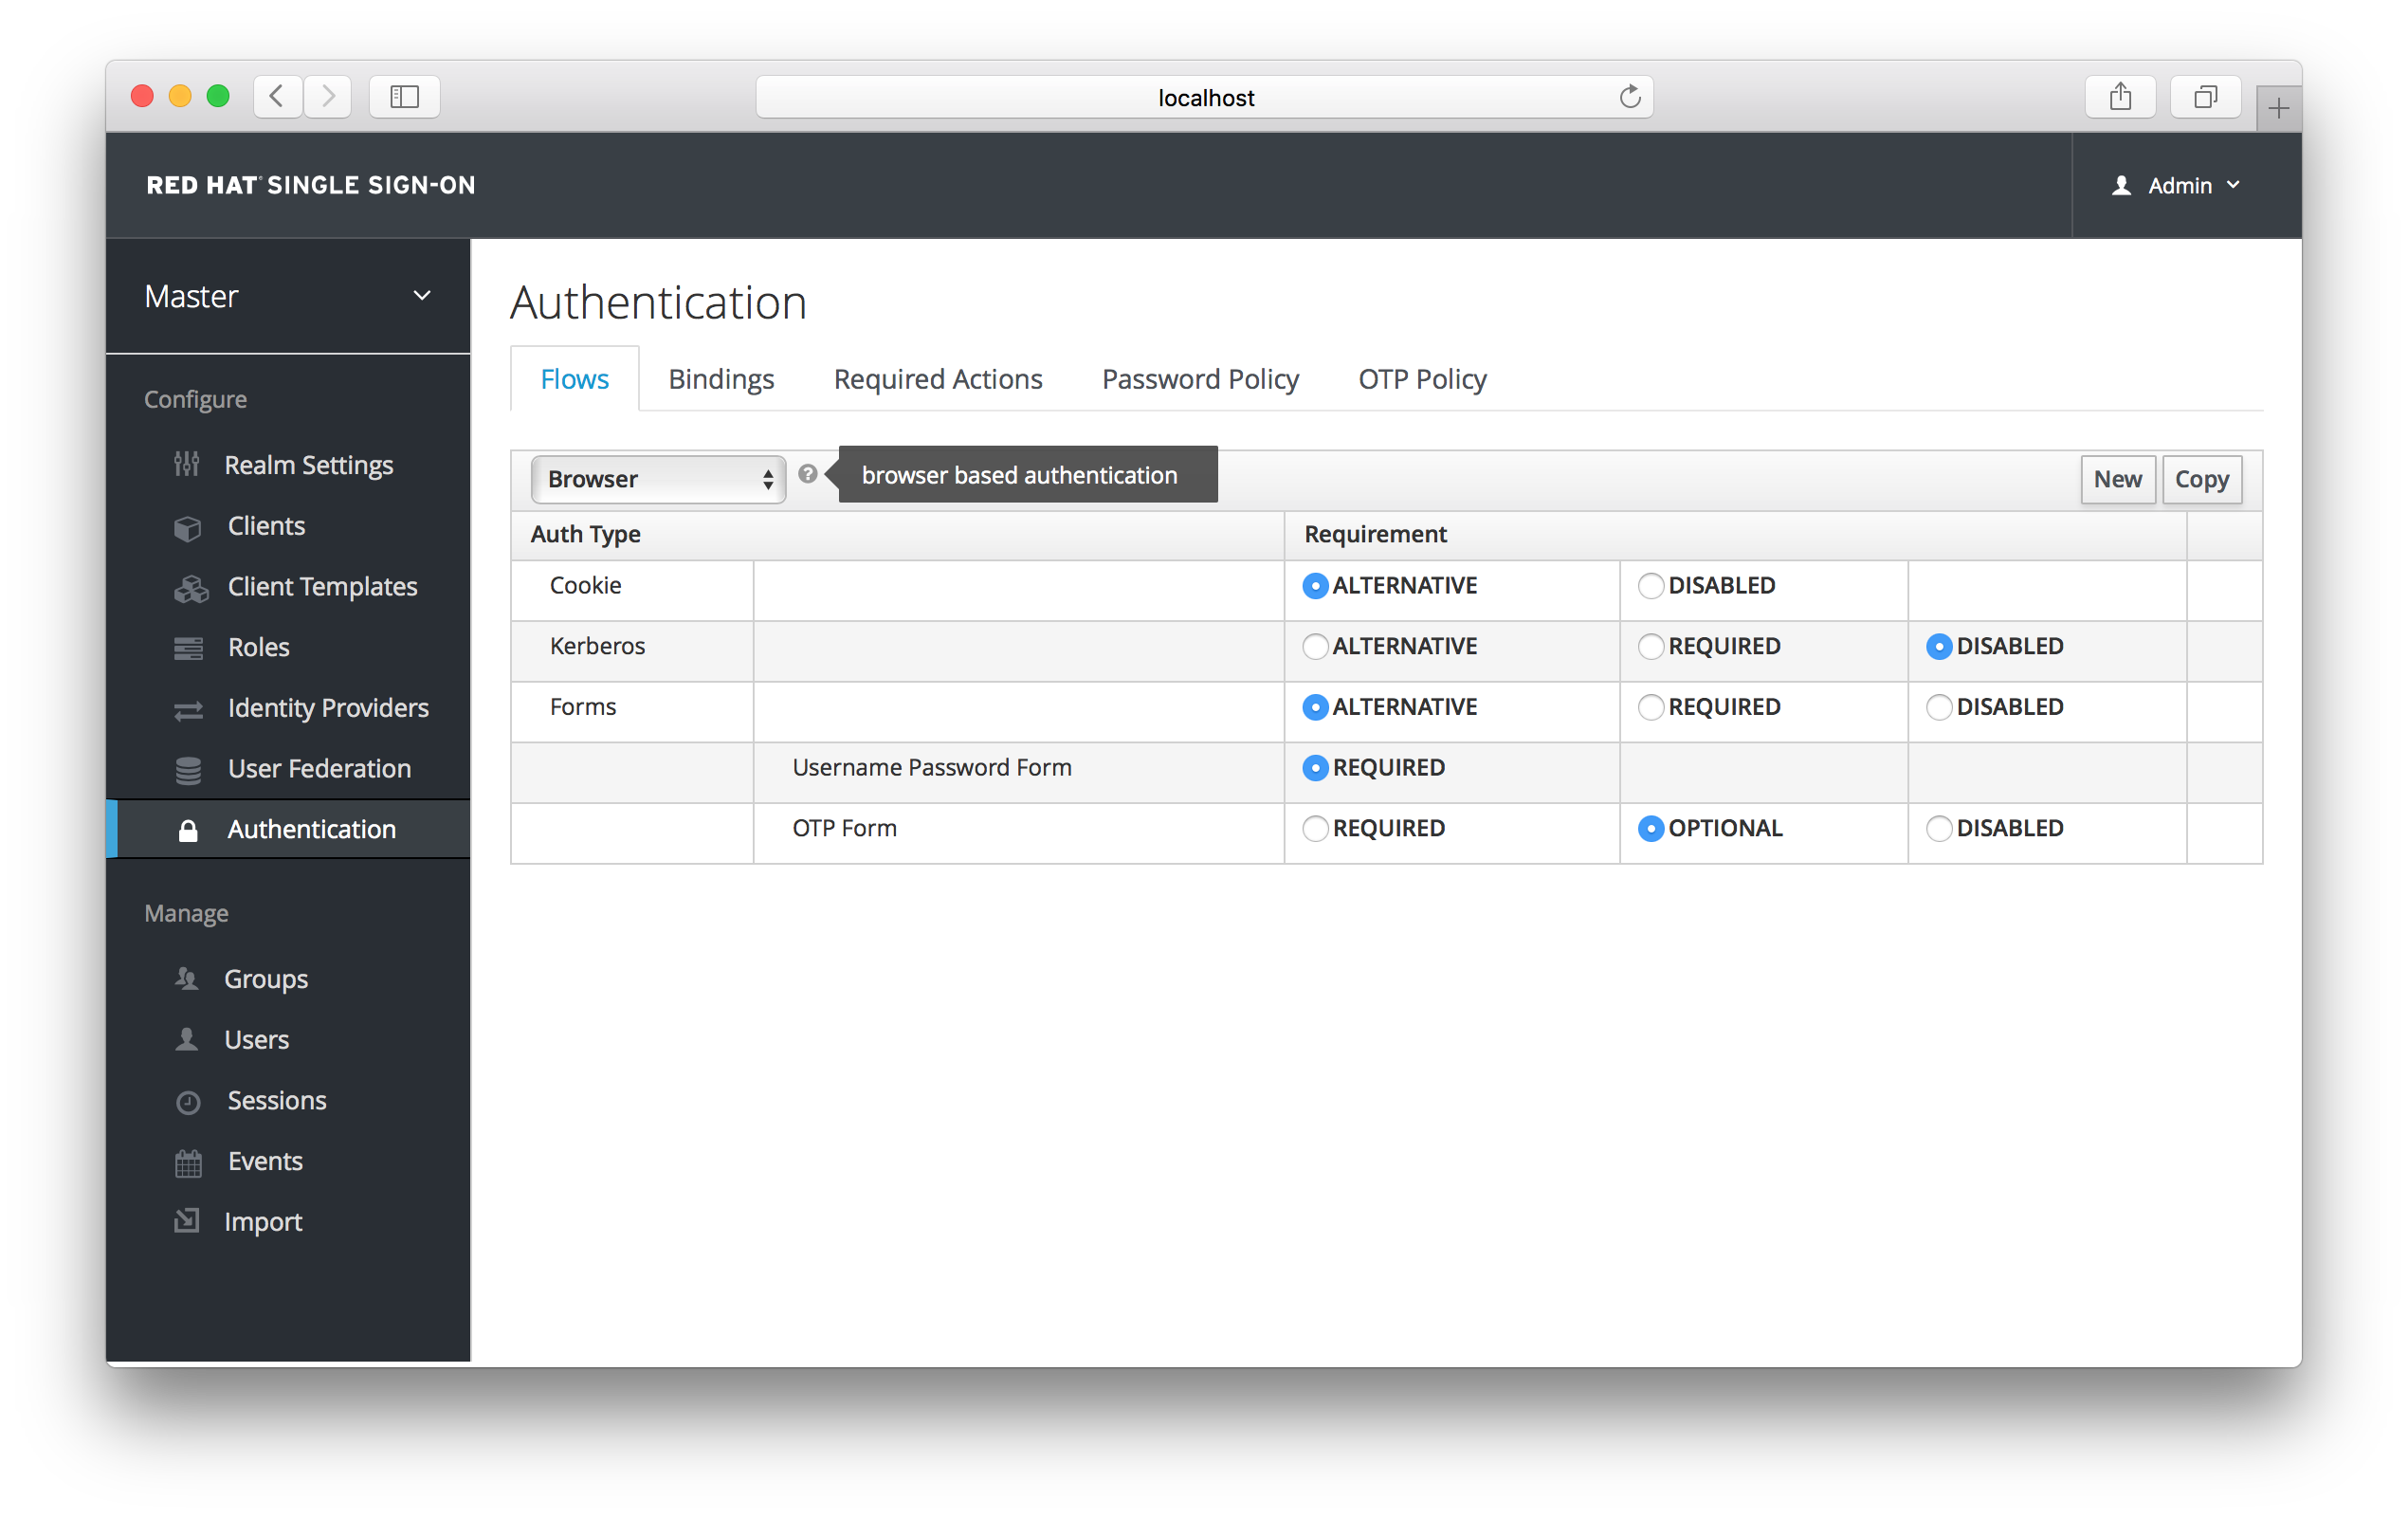 localhost
RED HAT SINGLE SIGN-ON
Admin
Master
Configure
Realm Settings
Clients
Client Templates
Roles
Identity Providers
User Federation
Authentication
Manage
Groups
Users
Sessions
Events
Import
Authentication
Flows Bindings Required Actions Password Policy OTP Policy
Browser browser based authentication New Copy
Auth Type Requirement
Cookie ALTERNATIVE DISABLED
Kerberos ALTERNATIVE REQUIRED DISABLED
Forms ALTERNATIVE REQUIRED DISABLED
Username Password Form REQUIRED
OTP Form REQUIRED OPTIONAL DISABLED